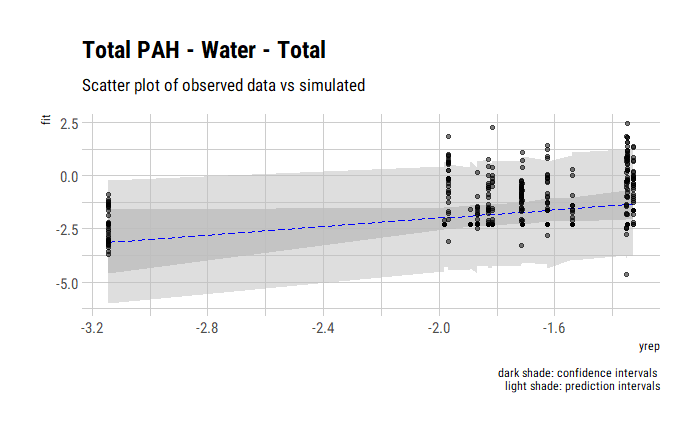 Total PAH - Water - Total
Scatter plot of observed data vs simulated
fit
2.5
0.0
-2.5
-5.0
-3.2 -2.8 -2.4 -2.0 -1.6
yrep
dark shade: confidence intervals
light shade: prediction intervals